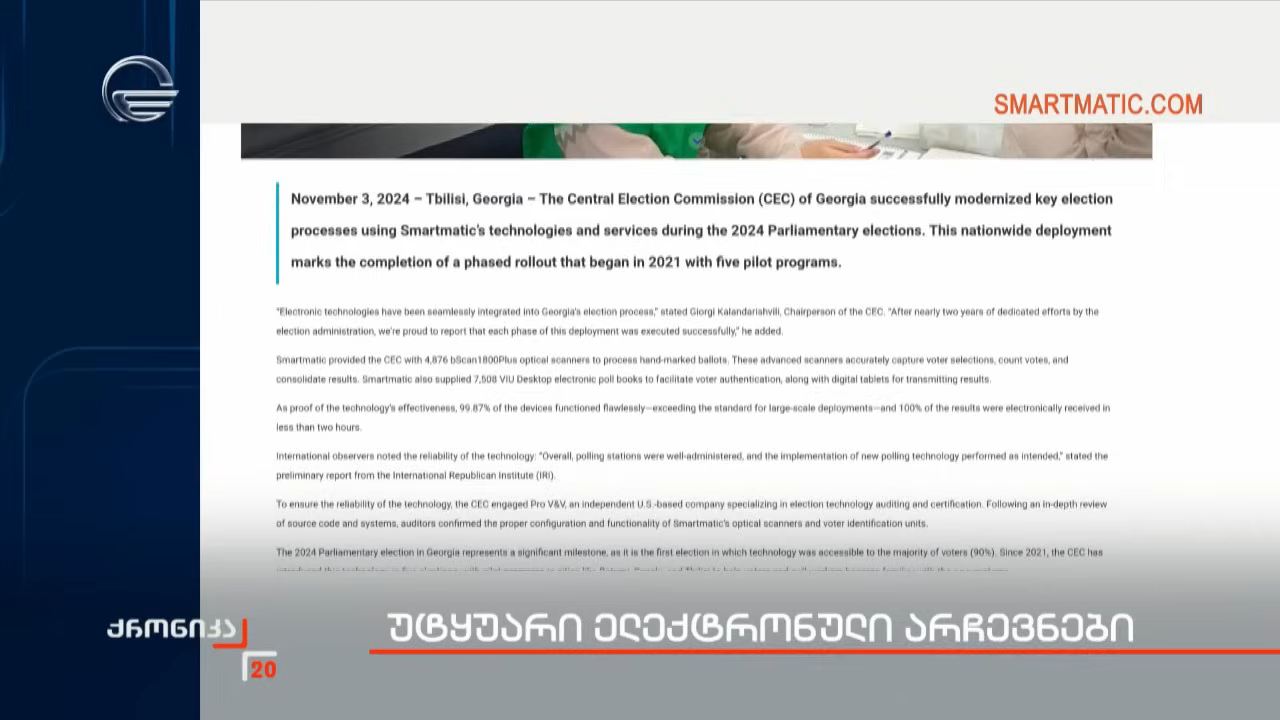 SMARTMATIC.COM
November 3, 2024 – Tbilisi, Georgia – The Central Election Commission (CEC) of Georgia successfully modernized key election
processes using Smartmatic's technologies and services during the 2024 Parliamentary elections. This nationwide deployment
marks the completion of a phased rollout that began in 2021 with five pilot programs.
"Electronic technologies have been seamlessly integrated into Georgia's election process," stated Giorgi Kalandarishvili, Chairperson of the CEC. "After nearly two years of dedicated efforts by the
election administration, we're proud to report that each phase of this deployment was executed successfully," he added.
Smartmatic provided the CEC with 4,876 bScan1800Plus optical scanners to process hand-marked ballots. These advanced scanners accurately capture voter selections, count votes, and
consolidate results. Smartmatic also supplied 7,508 VIU Desktop electronic poll books to facilitate voter authentication, along with digital tablets for transmitting results.
As proof of the technology's effectiveness, 99.87% of the devices functioned flawlessly—exceeding the standard for large-scale deployments—and 100% of the results were electronically received in
less than two hours.
International observers noted the reliability of the technology: "Overall, polling stations were well-administered, and the implementation of new polling technology performed as intended," stated the
preliminary report from the International Republican Institute (IRI).
To ensure the reliability of the technology, the CEC engaged Pro V&V, an independent U.S.-based company specializing in election technology auditing and certification. Following an in-depth review
of source code and systems, auditors confirmed the proper configuration and functionality of Smartmatic's optical scanners and voter identification units.
The 2024 Parliamentary election in Georgia represents a significant milestone, as it is the first election in which technology was accessible to the majority of voters (90%). Since 2021, the CEC has
ქრონიკა
20
უტყუარი ელექტრონული არჩევნები